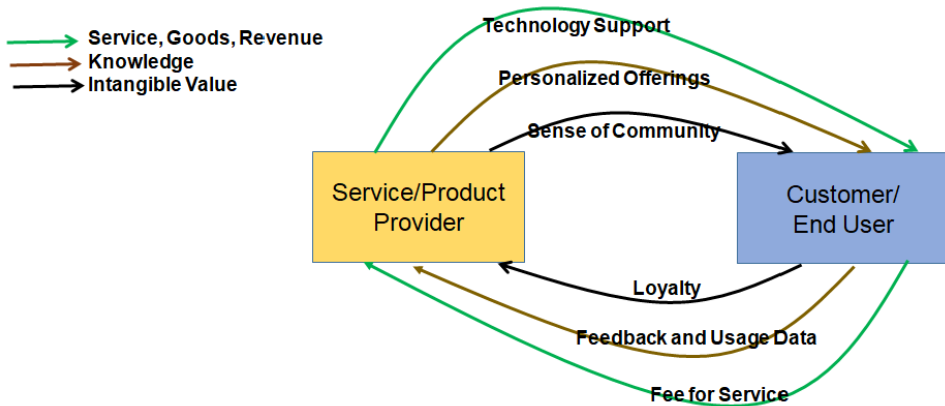 Technology Support
Service, Goods, Revenue
Knowledge
Intangible Value
Personalized Offerings
Sense of Community
Service/Product
Provider
Customer/
End User
Loyalty
Feedback and Usage Data
Fee for Service